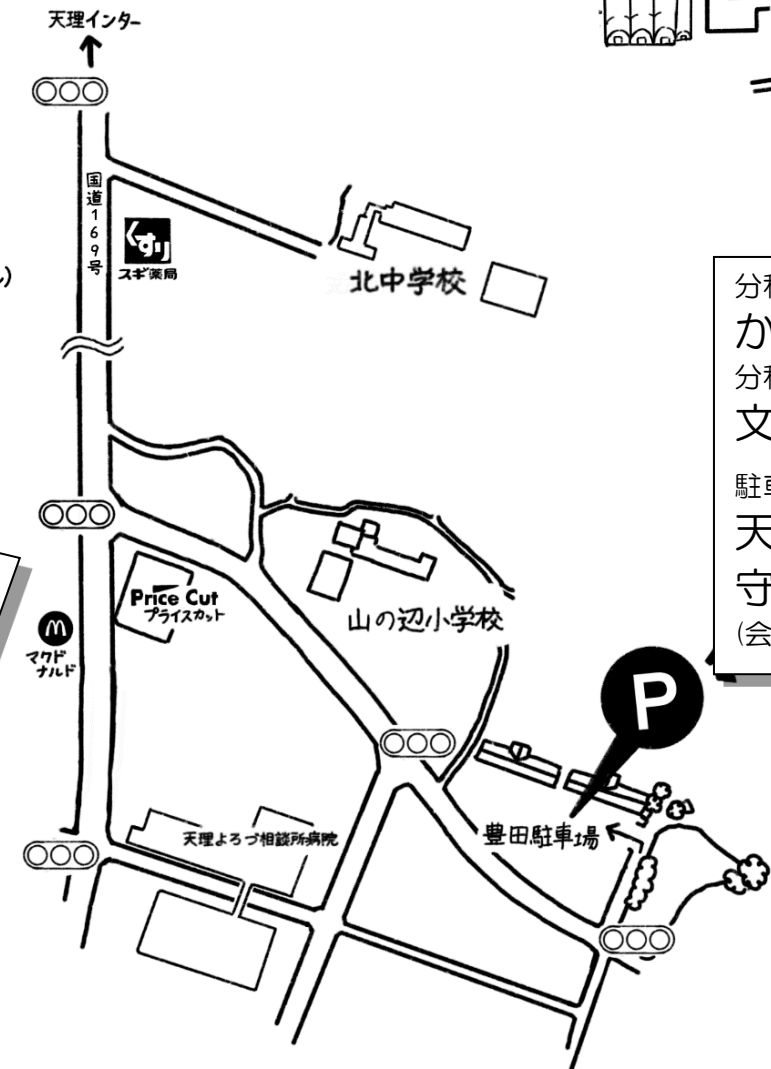 天理インター
国道169号
くすり
スギ薬局
北中学校
Price Cut
プライスカット
マクド
ナルド
山の辺小学校
P
天理よろづ相談所病院
豊田駐車場
分
か
分
文
駐車
天
守
(会